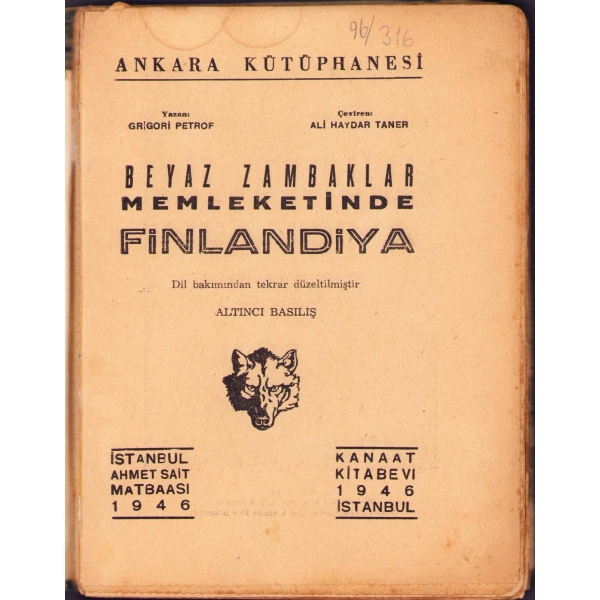 96/316
ANKARA KÜTÜPHANESİ
Yazan: Çeviren:
GRİGORİ PETROF ALİ HAYDAR TANER
BEYAZ ZAMBAKLAR
MEMLEKETİNDE
FİNLANDİYA
Dil bakımından tekrar düzeltilmiştir
ALTINCI BASILIŞ
İSTANBUL
AHMET SAİT
MATBAASI
1946
KANAAT
KİTABEVİ
1946
İSTANBUL